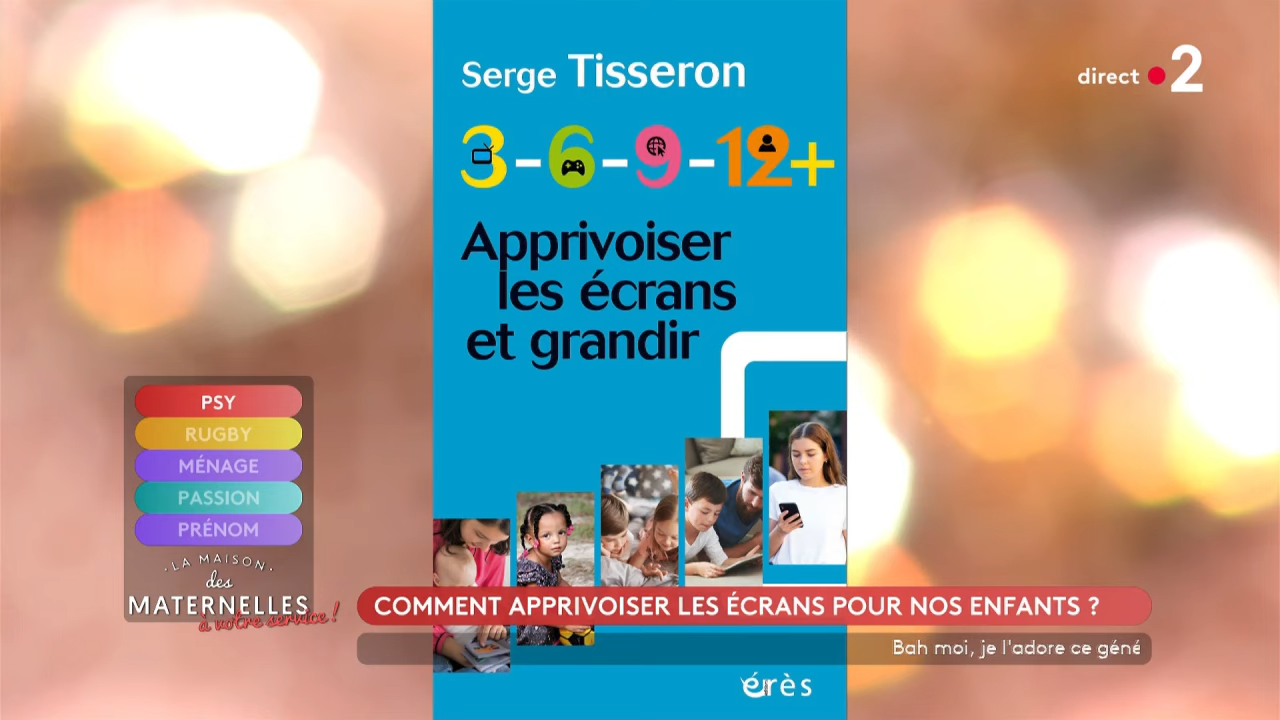 Serge Tisseron
direct 2
3-6-9-12+
Apprivoiser
les écrans
et grandir
PSY
RUGBY
MÉNAGE
PASSION
PRÉNOM
.LA MAISON.
des
MATERNELLES
à votre service !
COMMENT APPRIVOISER LES ÉCRANS POUR NOS ENFANTS ?
Bah moi, je l'adore ce géné
érès